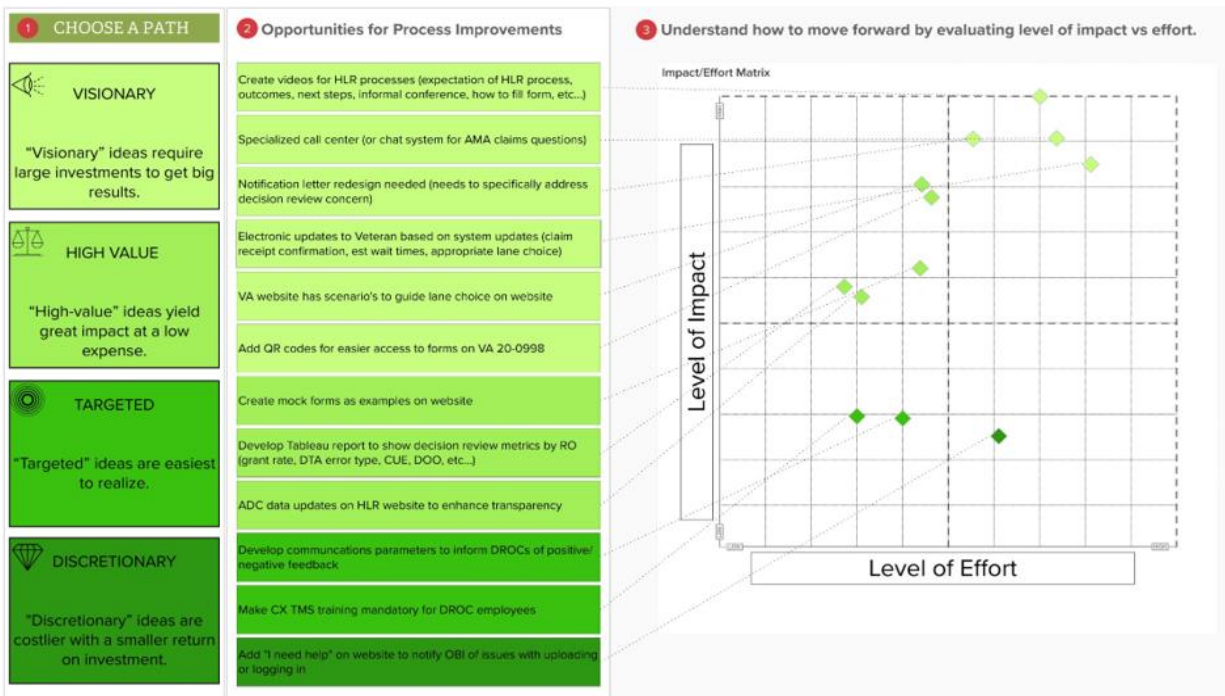 1 CHOOSE A PATH
VISIONARY
“Visionary” ideas require
large investments to get big
results.
HIGH VALUE
“High-value” ideas yield
great impact at a low
expense.
TARGETED
“Targeted” ideas are easiest
to realize.
DISCRETIONARY
"Discretionary” ideas are
costlier with a smaller return
on investment.
2 Opportunities for Process Improvements
Create videos for HLR processes (expectation of HLR process,
outcomes, next steps, informal conference, how to fill form, etc...)
Specialized call center (or chat system for AMA claims questions)
Notification letter redesign needed (needs to specifically address
decision review concern)
Electronic updates to Veteran based on system updates (claim
receipt confirmation, est wait times, appropriate lane choice)
VA website has scenario's to guide lane choice on website
Add QR codes for easier access to forms on VA 20-0998
Create mock forms as examples on website
Develop Tableau report to show decision review metrics by RO
(grant rate, DTA error type, CUE, DOO, etc...)
ADC data updates on HLR website to enhance transparency
Develop communcations parameters to inform DROCs of positive/
negative feedback
Make CX TMS training mandatory for DROC employees
Add "I need help" on website to notify OBI of issues with uploading
or logging in
3 Understand how to move forward by evaluating level of impact vs effort.
Impact/Effort Matrix
Level of Impact
Level of Effort